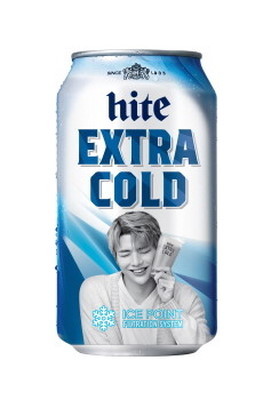 SINCE 1933
hite
EXTRA
COLD
ICE POINT
FILTRATION SYSTEM